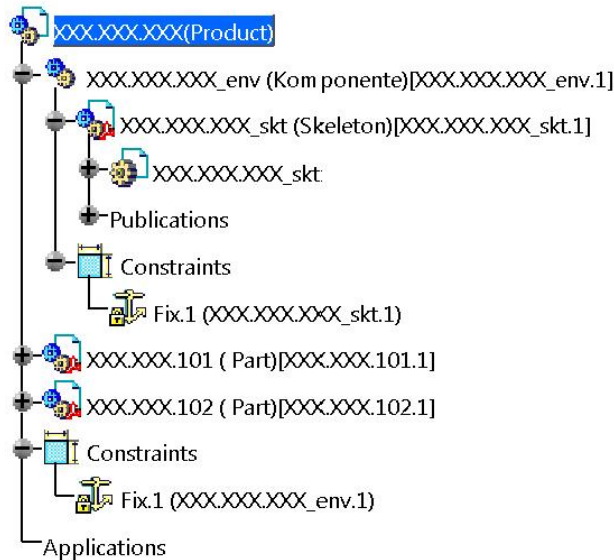 XXX.XXX.XXX(Product)
XXX.XXX.XXX_env (Komponente)[XXX.XXX.XXX_env.1]
XXX.XXX.XXX_skt (Skeleton)[XXX.XXX.XXX_skt.1]
XXX.XXX.XXX_skt
Publications
Constraints
Fix.1 (XXX.XXX.XXX_skt.1)
XXX.XXX.101 ( Part)[XXX.XXX.101.1]
XXX.XXX.102 ( Part)[XXX.XXX.102.1]
Constraints
Fix.1 (XXX.XXX.XXX_env.1)
Applications